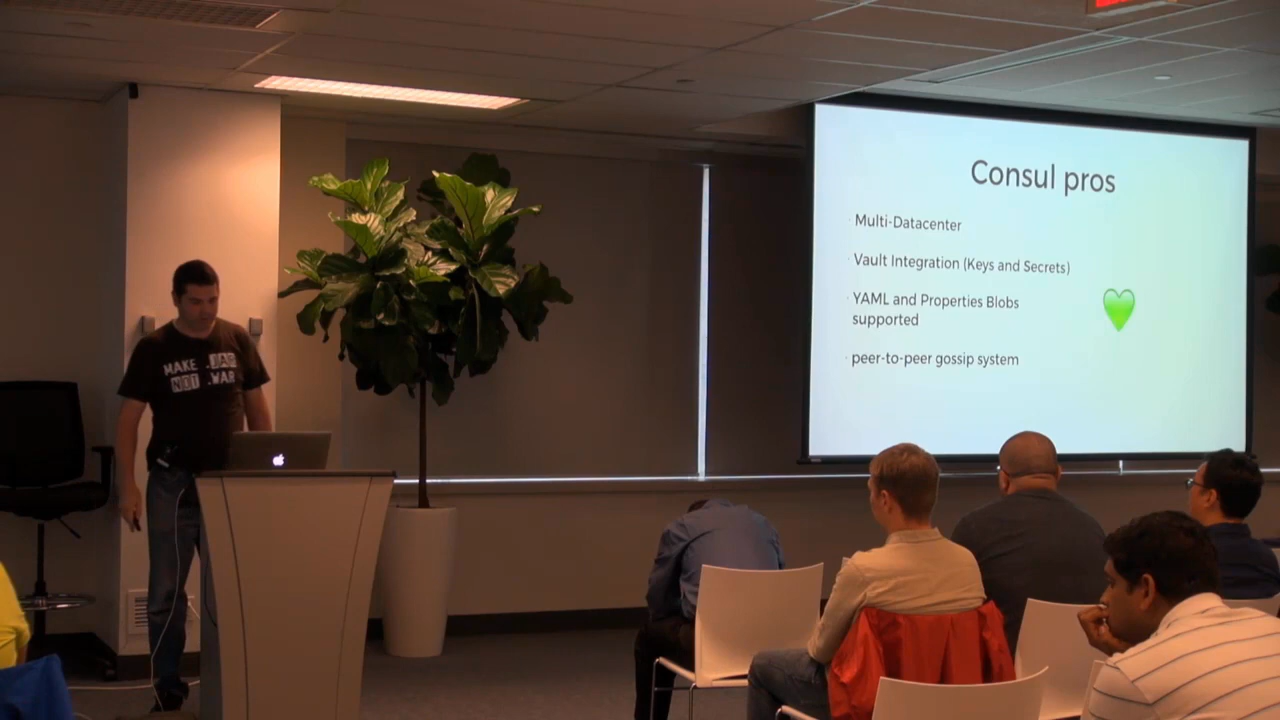 Consul pros
· Multi-Datacenter
· Vault Integration (Keys and Secrets)
· YAML and Properties Blobs
supported
· peer-to-peer gossip system
MAKE .JAR
NOT .WAR